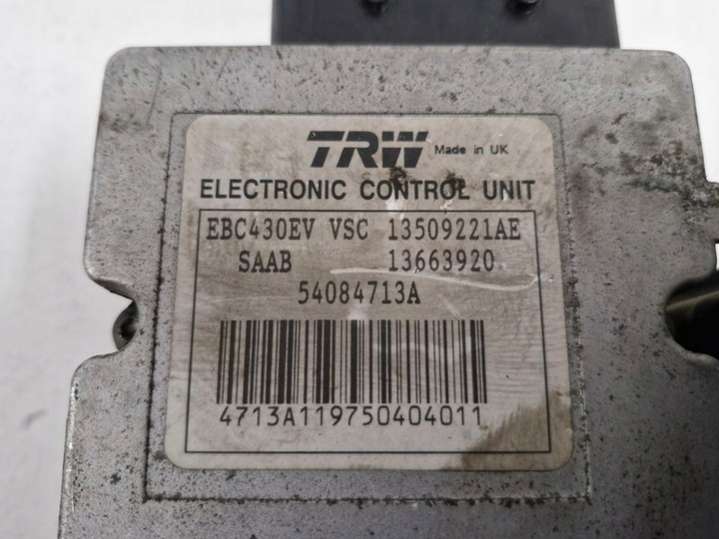 TRW Made in UK
ELECTRONIC CONTROL UNIT
EBC430EV VSC 13509221AE
SAAB 13663920
54084713A
4713A119750404011